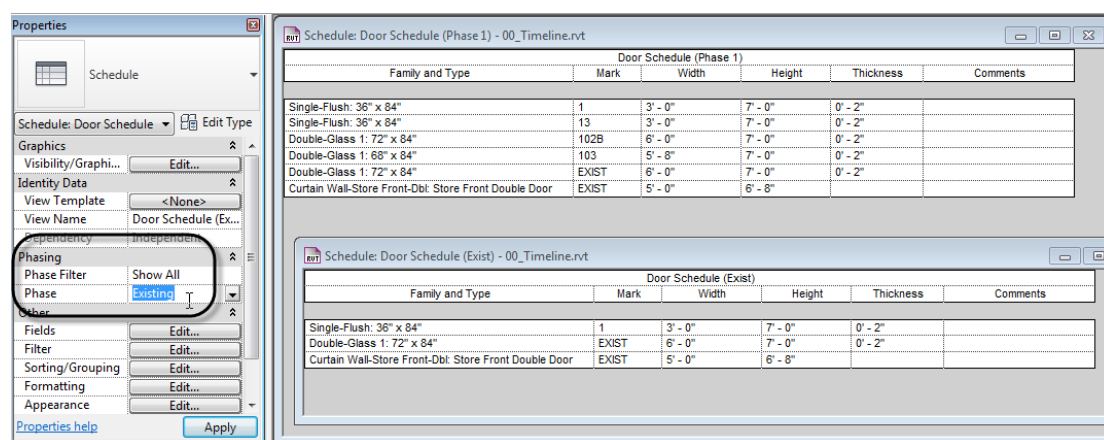 Properties
Schedule
Schedule: Door Schedule Edit Type
Graphics
Visibility/Graphi... Edit...
Identity Data
View Template <None>
View Name Door Schedule (Ex...
Dependency Independent
Phasing
Phase Filter Show All
Phase Existing
Other
Fields Edit...
Filter Edit...
Sorting/Grouping Edit...
Formatting Edit...
Appearance Edit...
Properties help Apply
RVT Schedule: Door Schedule (Phase 1) - 00_Timeline.rvt
Door Schedule (Phase 1)
Family and Type Mark Width Height Thickness Comments
Single-Flush: 36" x 84" 1 3' - 0" 7' - 0" 0' - 2"
Single-Flush: 36" x 84" 13 3' - 0" 7' - 0" 0' - 2"
Double-Glass 1: 72" x 84" 102B 6' - 0" 7' - 0" 0' - 2"
Double-Glass 1: 68" x 84" 103 5' - 8" 7' - 0" 0' - 2"
Double-Glass 1: 72" x 84" EXIST 6' - 0" 7' - 0" 0' - 2"
Curtain Wall-Store Front-Dbl: Store Front Double Door EXIST 5' - 0" 6' - 8"
RVT Schedule: Door Schedule (Exist) - 00_Timeline.rvt
Door Schedule (Exist)
Family and Type Mark Width Height Thickness Comments
Single-Flush: 36" x 84" 1 3' - 0" 7' - 0" 0' - 2"
Double-Glass 1: 72" x 84" EXIST 6' - 0" 7' - 0" 0' - 2"
Curtain Wall-Store Front-Dbl: Store Front Double Door EXIST 5' - 0" 6' - 8"